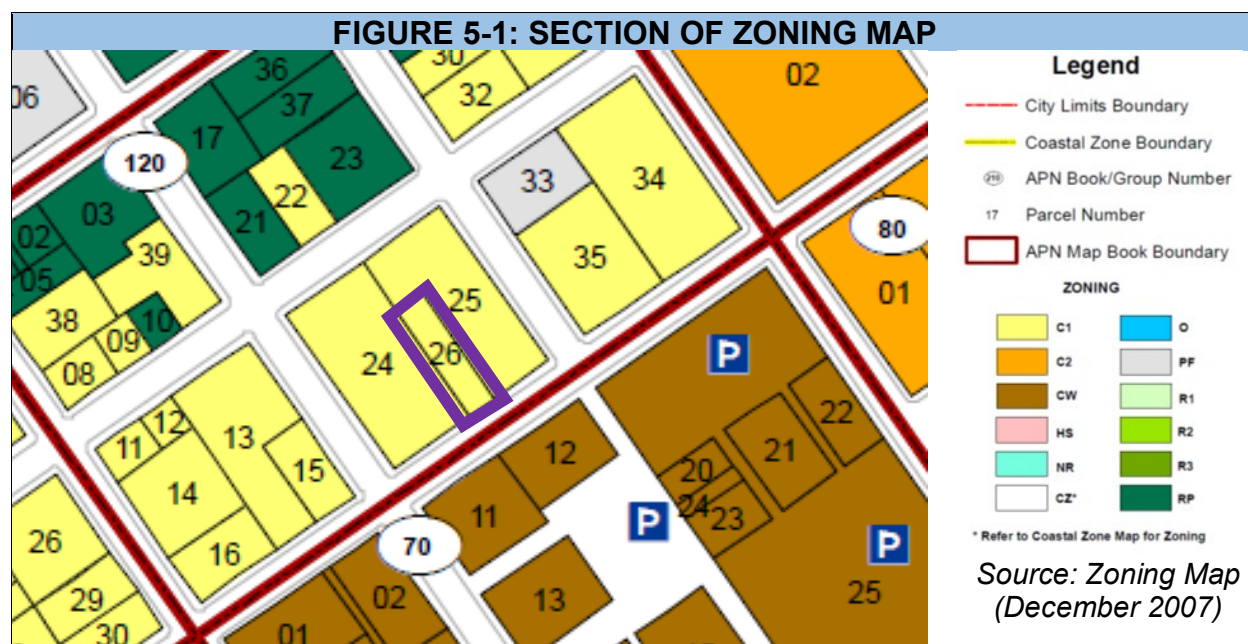 FIGURE 5-1: SECTION OF ZONING MAP
06
120
36
37
17
23
22
21
03
02
05
39
38
10
09
08
30
32
33
34
35
02
80
01
25
26
24
11
12
13
15
14
16
26
29
30
P
22
21
20
24
23
P
P
25
12
11
70
13
02
01
Legend
City Limits Boundary
Coastal Zone Boundary
APN Book/Group Number
17 Parcel Number
APN Map Book Boundary
ZONING
C1 O
C2 PF
CW R1
HS R2
NR R3
CZ* RP
* Refer to Coastal Zone Map for Zoning
Source: Zoning Map
(December 2007)